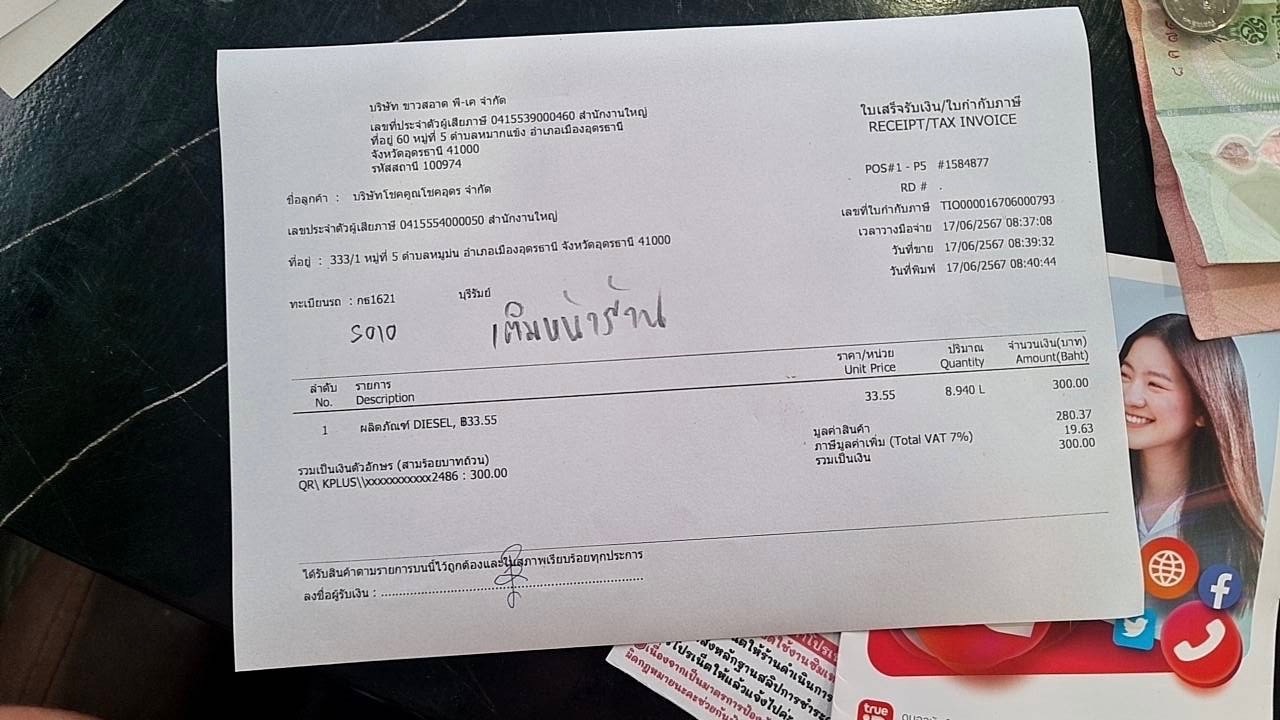 บริษัท ขาวสอาด พี-เค จำกัด
เลขที่ประจำตัวผู้เสียภาษี 0415539000460 สำนักงานใหญ่
ที่อยู่ 60 หมู่ที่ 5 ตำบลหมากแข้ง อำเภอเมืองอุดรธานี
จังหวัดอุดรธานี 41000
รหัสสถานี 100974
ใบเสร็จรับเงิน/ใบกำกับภาษี
RECEIPT/TAX INVOICE
POS#1 - P5 #1584877
RD # .
เลขที่ใบกำกับภาษี TIO000016706000793
เวลาวางมือจ่าย 17/06/2567 08:37:08
วันที่ขาย 17/06/2567 08:39:32
วันที่พิมพ์ 17/06/2567 08:40:44
ชื่อลูกค้า : บริษัทโชคคูณโชคอุดร จำกัด
เลขประจำตัวผู้เสียภาษี 0415554000050 สำนักงานใหญ่
ที่อยู่ : 333/1 หมู่ที่ 5 ตำบลหมูม่น อำเภอเมืองอุดรธานี จังหวัดอุดรธานี 41000
ทะเบียนรถ : กธ1621 บุรีรัมย์
5010 เติมหน้าร้าน
ลำดับ รายการ ราคา/หน่วย ปริมาณ จำนวนเงิน(บาท)
No. Description Unit Price Quantity Amount(Baht)
1 ผลิตภัณฑ์ DIESEL, ฿33.55 33.55 8.940 L 300.00
มูลค่าสินค้า 280.37
ภาษีมูลค่าเพิ่ม (Total VAT 7%) 19.63
รวมเป็นเงิน 300.00
รวมเป็นเงินตัวอักษร (สามร้อยบาทถ้วน)
QR\ KPLUS\\xxxxxxxxxxx2486 : 300.00
ได้รับสินค้าตามรายการบนนี้ไว้ถูกต้องและในสภาพเรียบร้อยทุกประการ
ลงชื่อผู้รับเงิน :
true